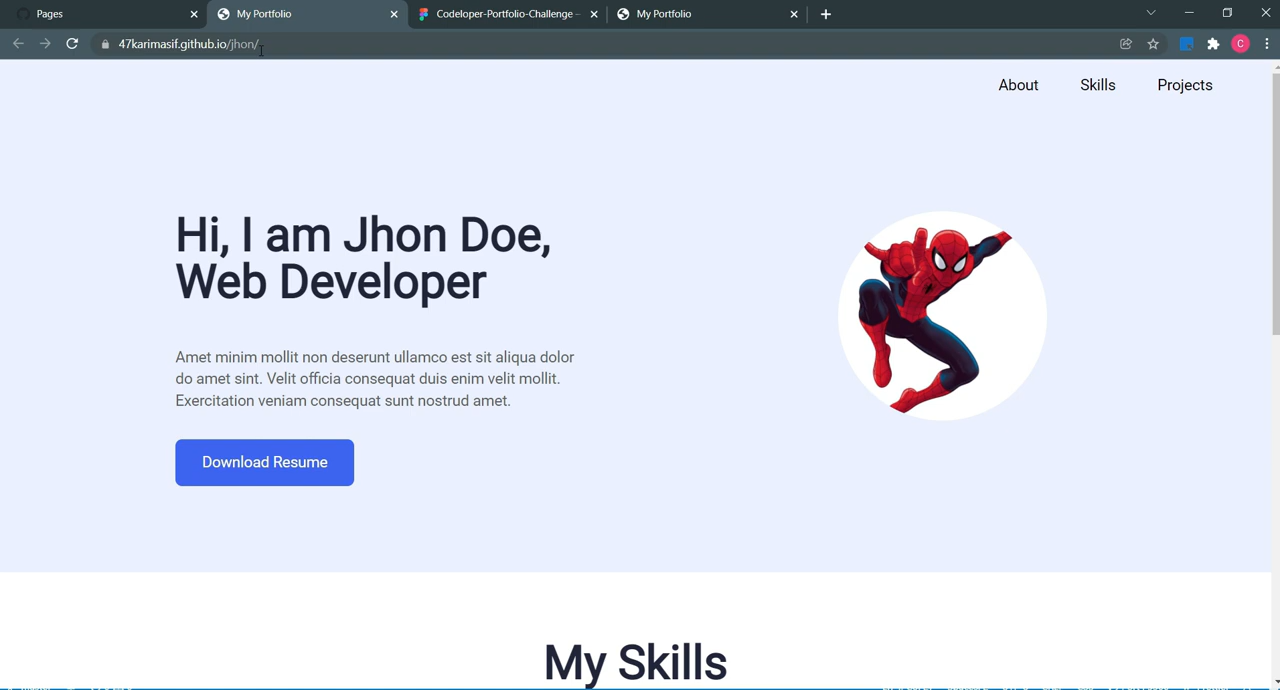 Pages
My Portfolio
Codeloper-Portfolio-Challenge –
My Portfolio
47karimasif.github.io/jhon/
C
About Skills Projects
Hi, I am Jhon Doe,
Web Developer
Amet minim mollit non deserunt ullamco est sit aliqua dolor
do amet sint. Velit officia consequat duis enim velit mollit.
Exercitation veniam consequat sunt nostrud amet.
Download Resume
My Skills